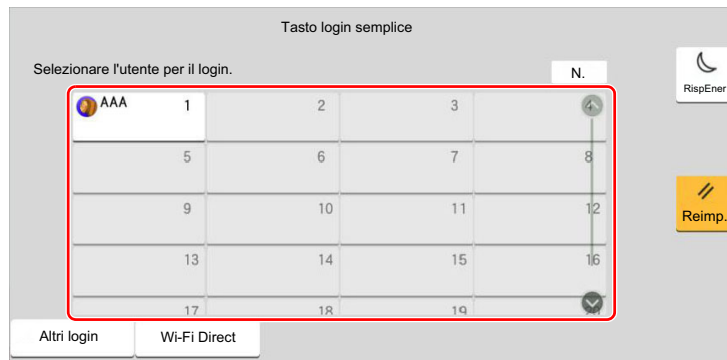 Tasto login semplice
Selezionare l'utente per il login.
N.
RispEner
AAA 1 2 3 4
5 6 7 8
9 10 11 12
Reimp.
13 14 15 16
17 18 19
Altri login Wi-Fi Direct